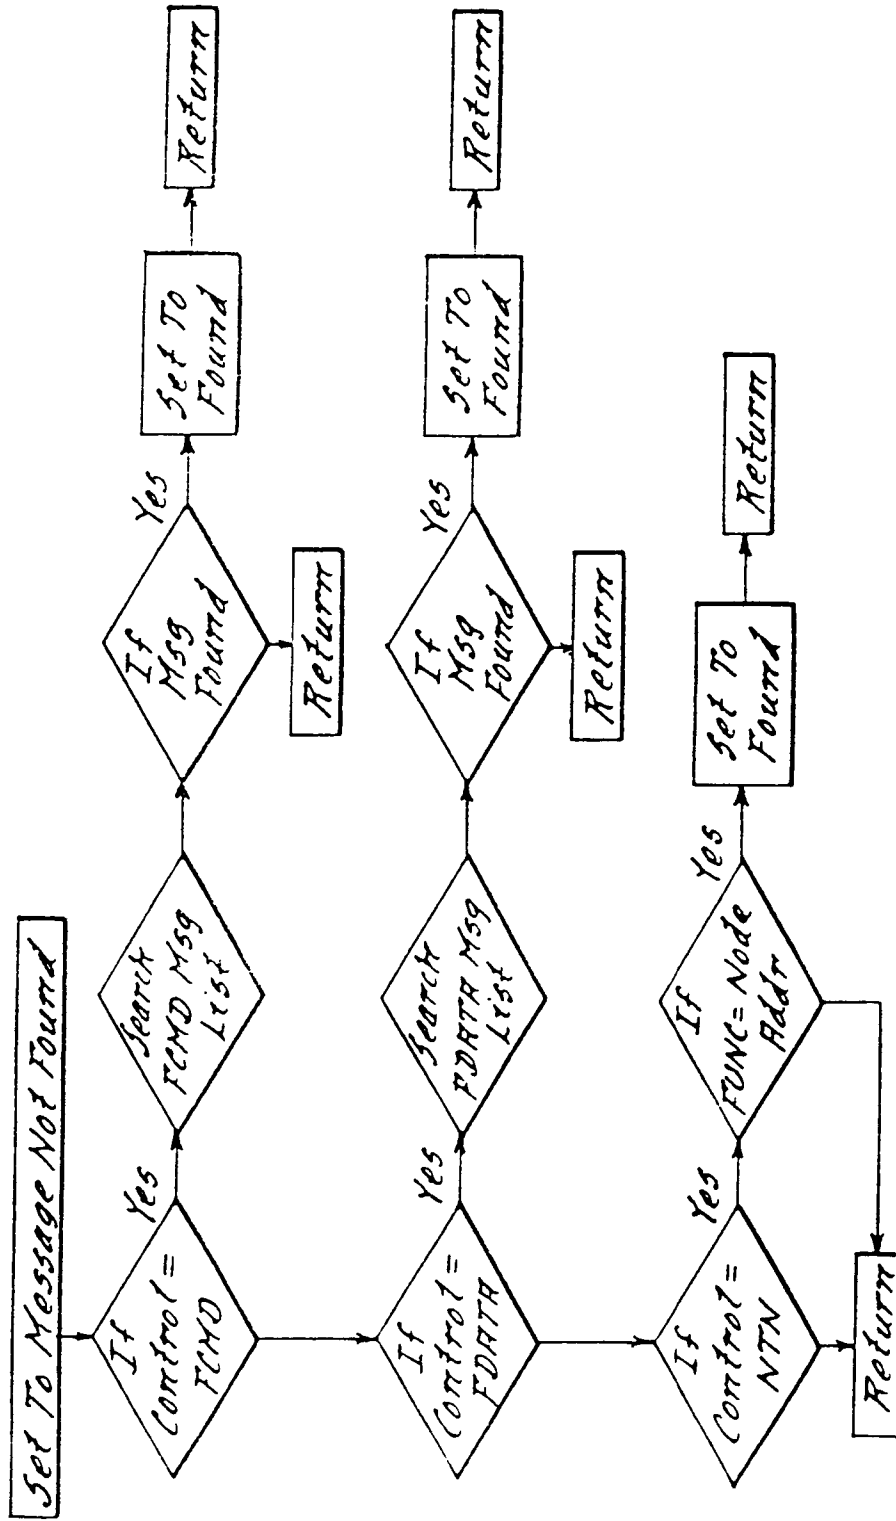 Set To Message Not Found
If
Control =
FCMD
Yes
Search
FCMD Msg
List
If
Msg
Found
Yes
Set To
Found
Return
Return
If
Control =
FDATA
Yes
Search
FDATA Msg
List
If
Msg
Found
Yes
Set To
Found
Return
Return
If
Control =
NTN
Yes
If
FUNC = Node
Addr
Yes
Set To
Found
Return
Return